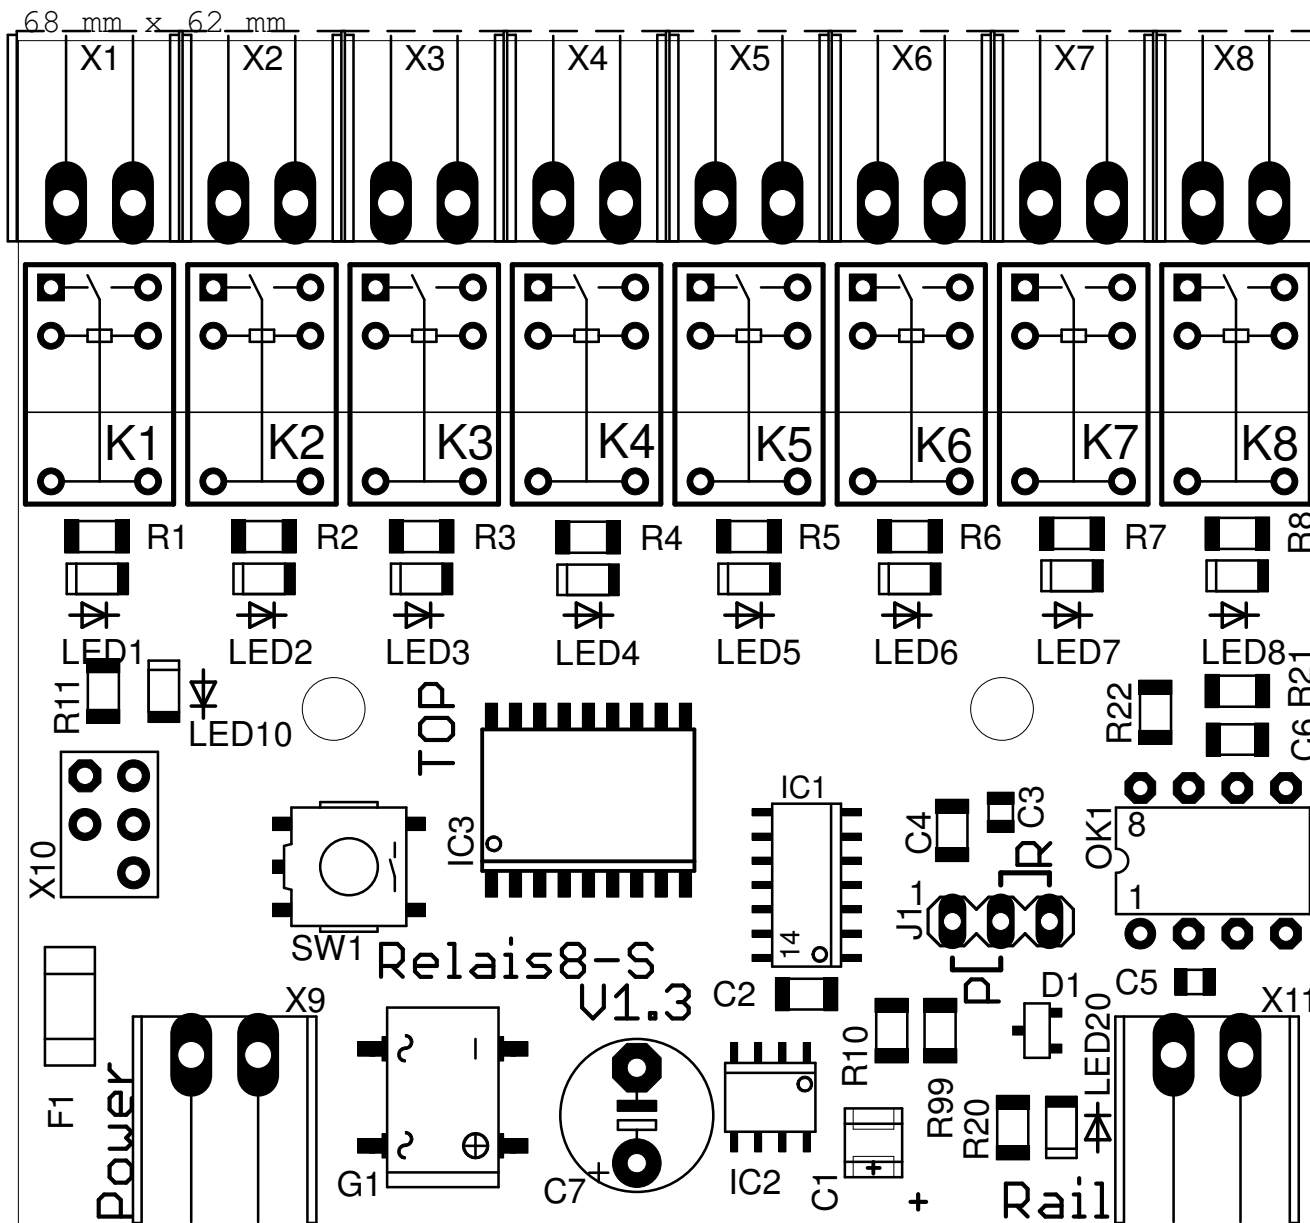 68 mm x 62 mm
X1 X2 X3 X4 X5 X6 X7 X8
K1 K2 K3 K4 K5 K6 K7 K8
R1 R2 R3 R4 R5 R6 R7 R8
LED1 LED2 LED3 LED4 LED5 LED6 LED7 LED8
R11
LED10
TOP
R22
R21
C6
X10
SW1
IC3
IC1
14
C4
C3
R
J1
1
P
OK1
8
1
Relais8-S
V1.3
C2
D1
C5
X9
X11
F1
Power
G1
C7
+
IC2
R10
R99
C1
+
R20
LED20
+
Rail